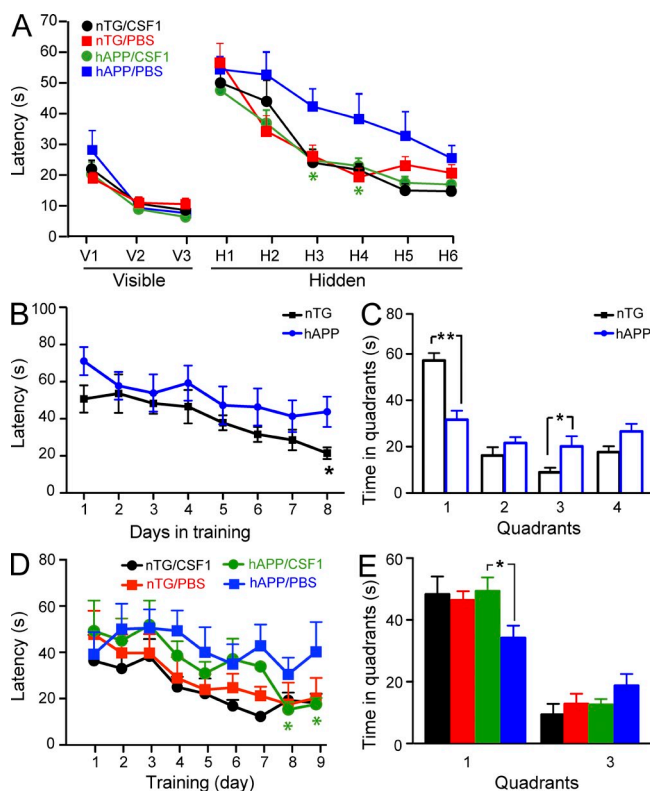 A
nTG/CSF1
nTG/PBS
hAPP/CSF1
hAPP/PBS
Latency (s)
70
60
50
40
30
20
10
0
* *
V1 V2 V3 H1 H2 H3 H4 H5 H6
Visible Hidden
B
nTG
hAPP
Latency (s)
100
80
60
40
20
0
*
1 2 3 4 5 6 7 8
Days in training
C
nTG
hAPP
Time in quadrants (s)
80
60
40
20
0
**
*
1 2 3 4
Quadrants
D
nTG/CSF1 hAPP/CSF1
nTG/PBS hAPP/PBS
Latency (s)
80
60
40
20
0
* *
1 2 3 4 5 6 7 8 9
Training (day)
E
Time in quadrants (s)
60
40
20
0
*
1 3
Quadrants